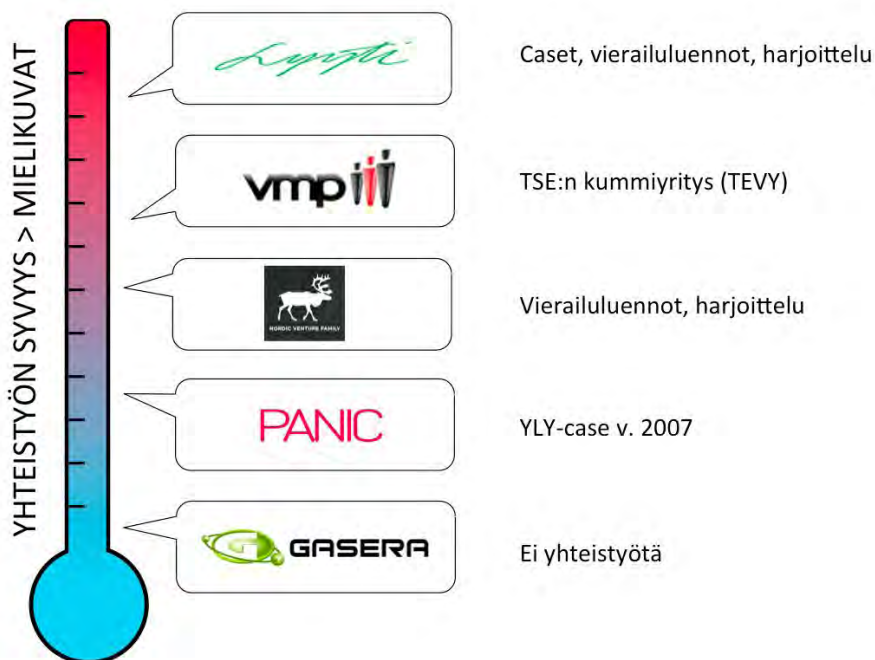 YHTEISTYÖN SYVYYS > MIELIKUVAT
Lyyti
Caset, vierailuluennot, harjoittelu
vmp
TSE:n kummiyritys (TEVY)
NORDIC VENTURE FAMILY
Vierailuluennot, harjoittelu
PANIC
YLY-case v. 2007
G GASERA
Ei yhteistyötä